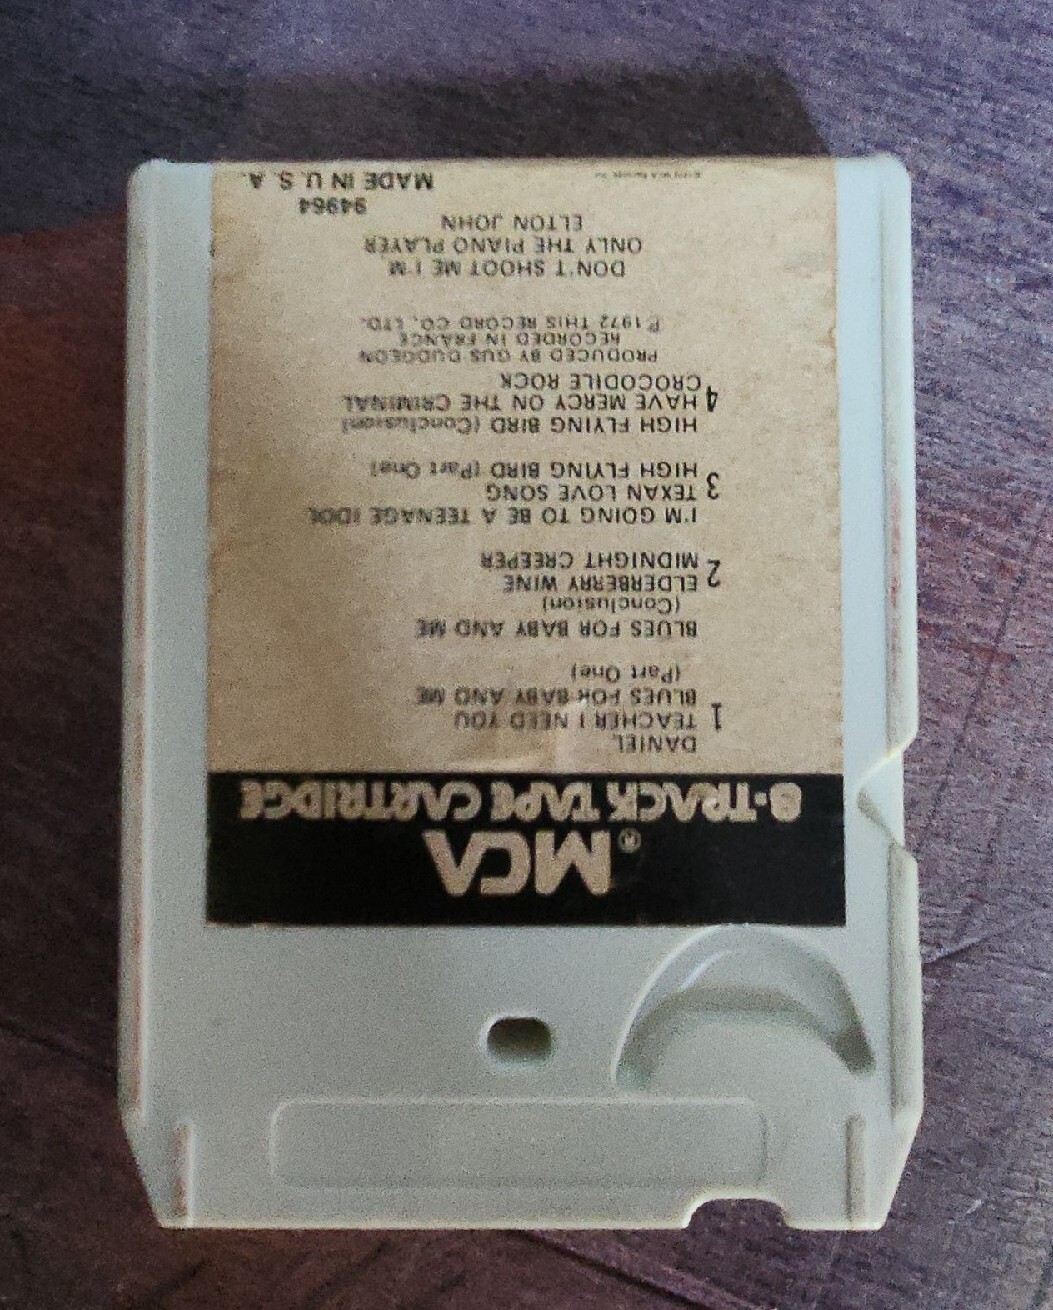 MCA®
8·TRACK TAPE CARTRIDGE
DANIEL
1 TEACHER I NEED YOU
BLUES FOR BABY AND ME
(Part One)
BLUES FOR BABY AND ME
(Conclusion)
ELDERBERRY WINE
2 MIDNIGHT CREEPER
I'M GOING TO BE A TEENAGE IDOL
TEXAN LOVE SONG
3 HIGH FLYING BIRD (Part One)
HIGH FLYING BIRD (Conclusion)
HAVE MERCY ON THE CRIMINAL
4 CROCODILE ROCK
PRODUCED BY GUS DUDGEON
RECORDED IN FRANCE
℗ 1972 THIS RECORD CO. LTD.
DON'T SHOOT ME I'M
ONLY THE PIANO PLAYER
ELTON JOHN
94964
MADE IN U. S. A.